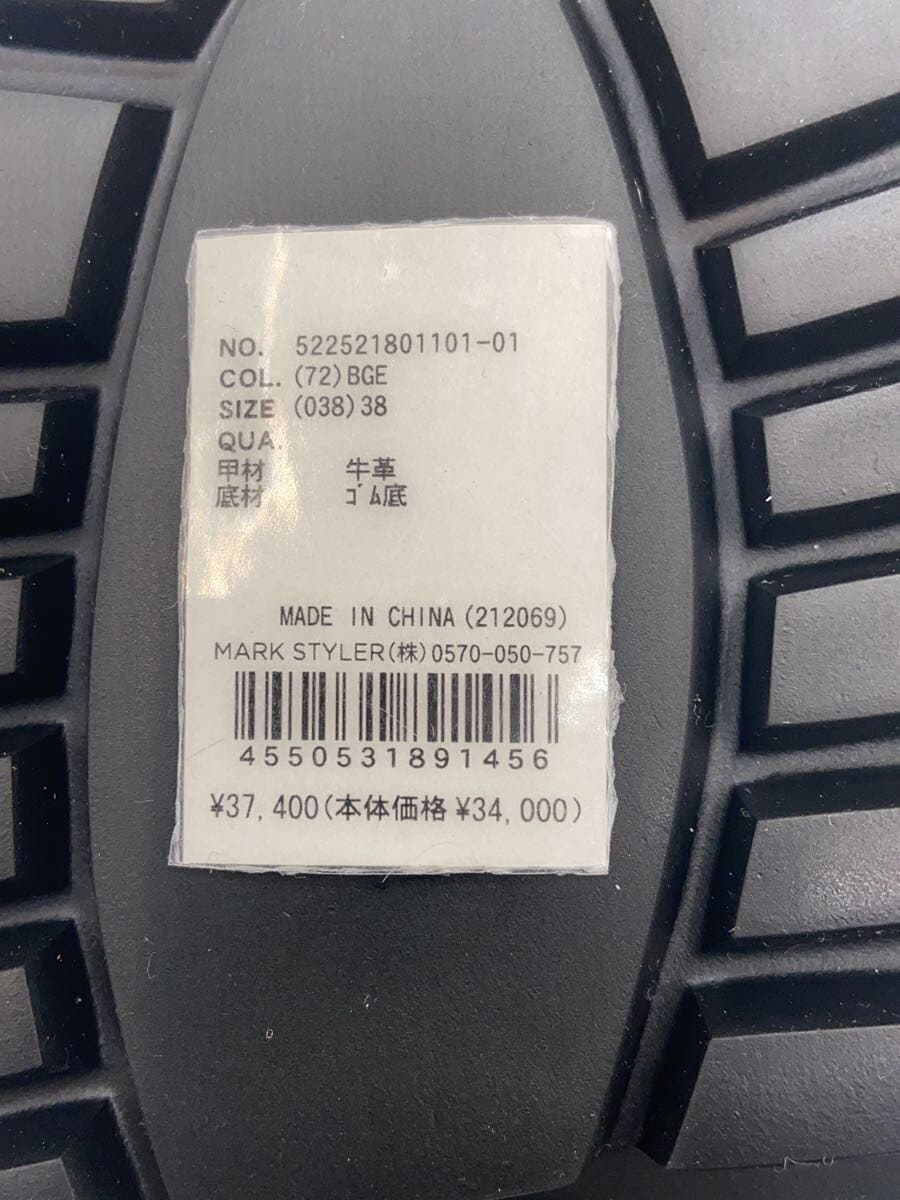 NO. 522521801101-01
COL. (72)BGE
SIZE (038)38
QUA.
甲材 牛革
底材 ゴム底
MADE IN CHINA(212069)
MARK STYLER(株)0570-050-757
4550531891456
¥37,400(本体価格¥34,000)